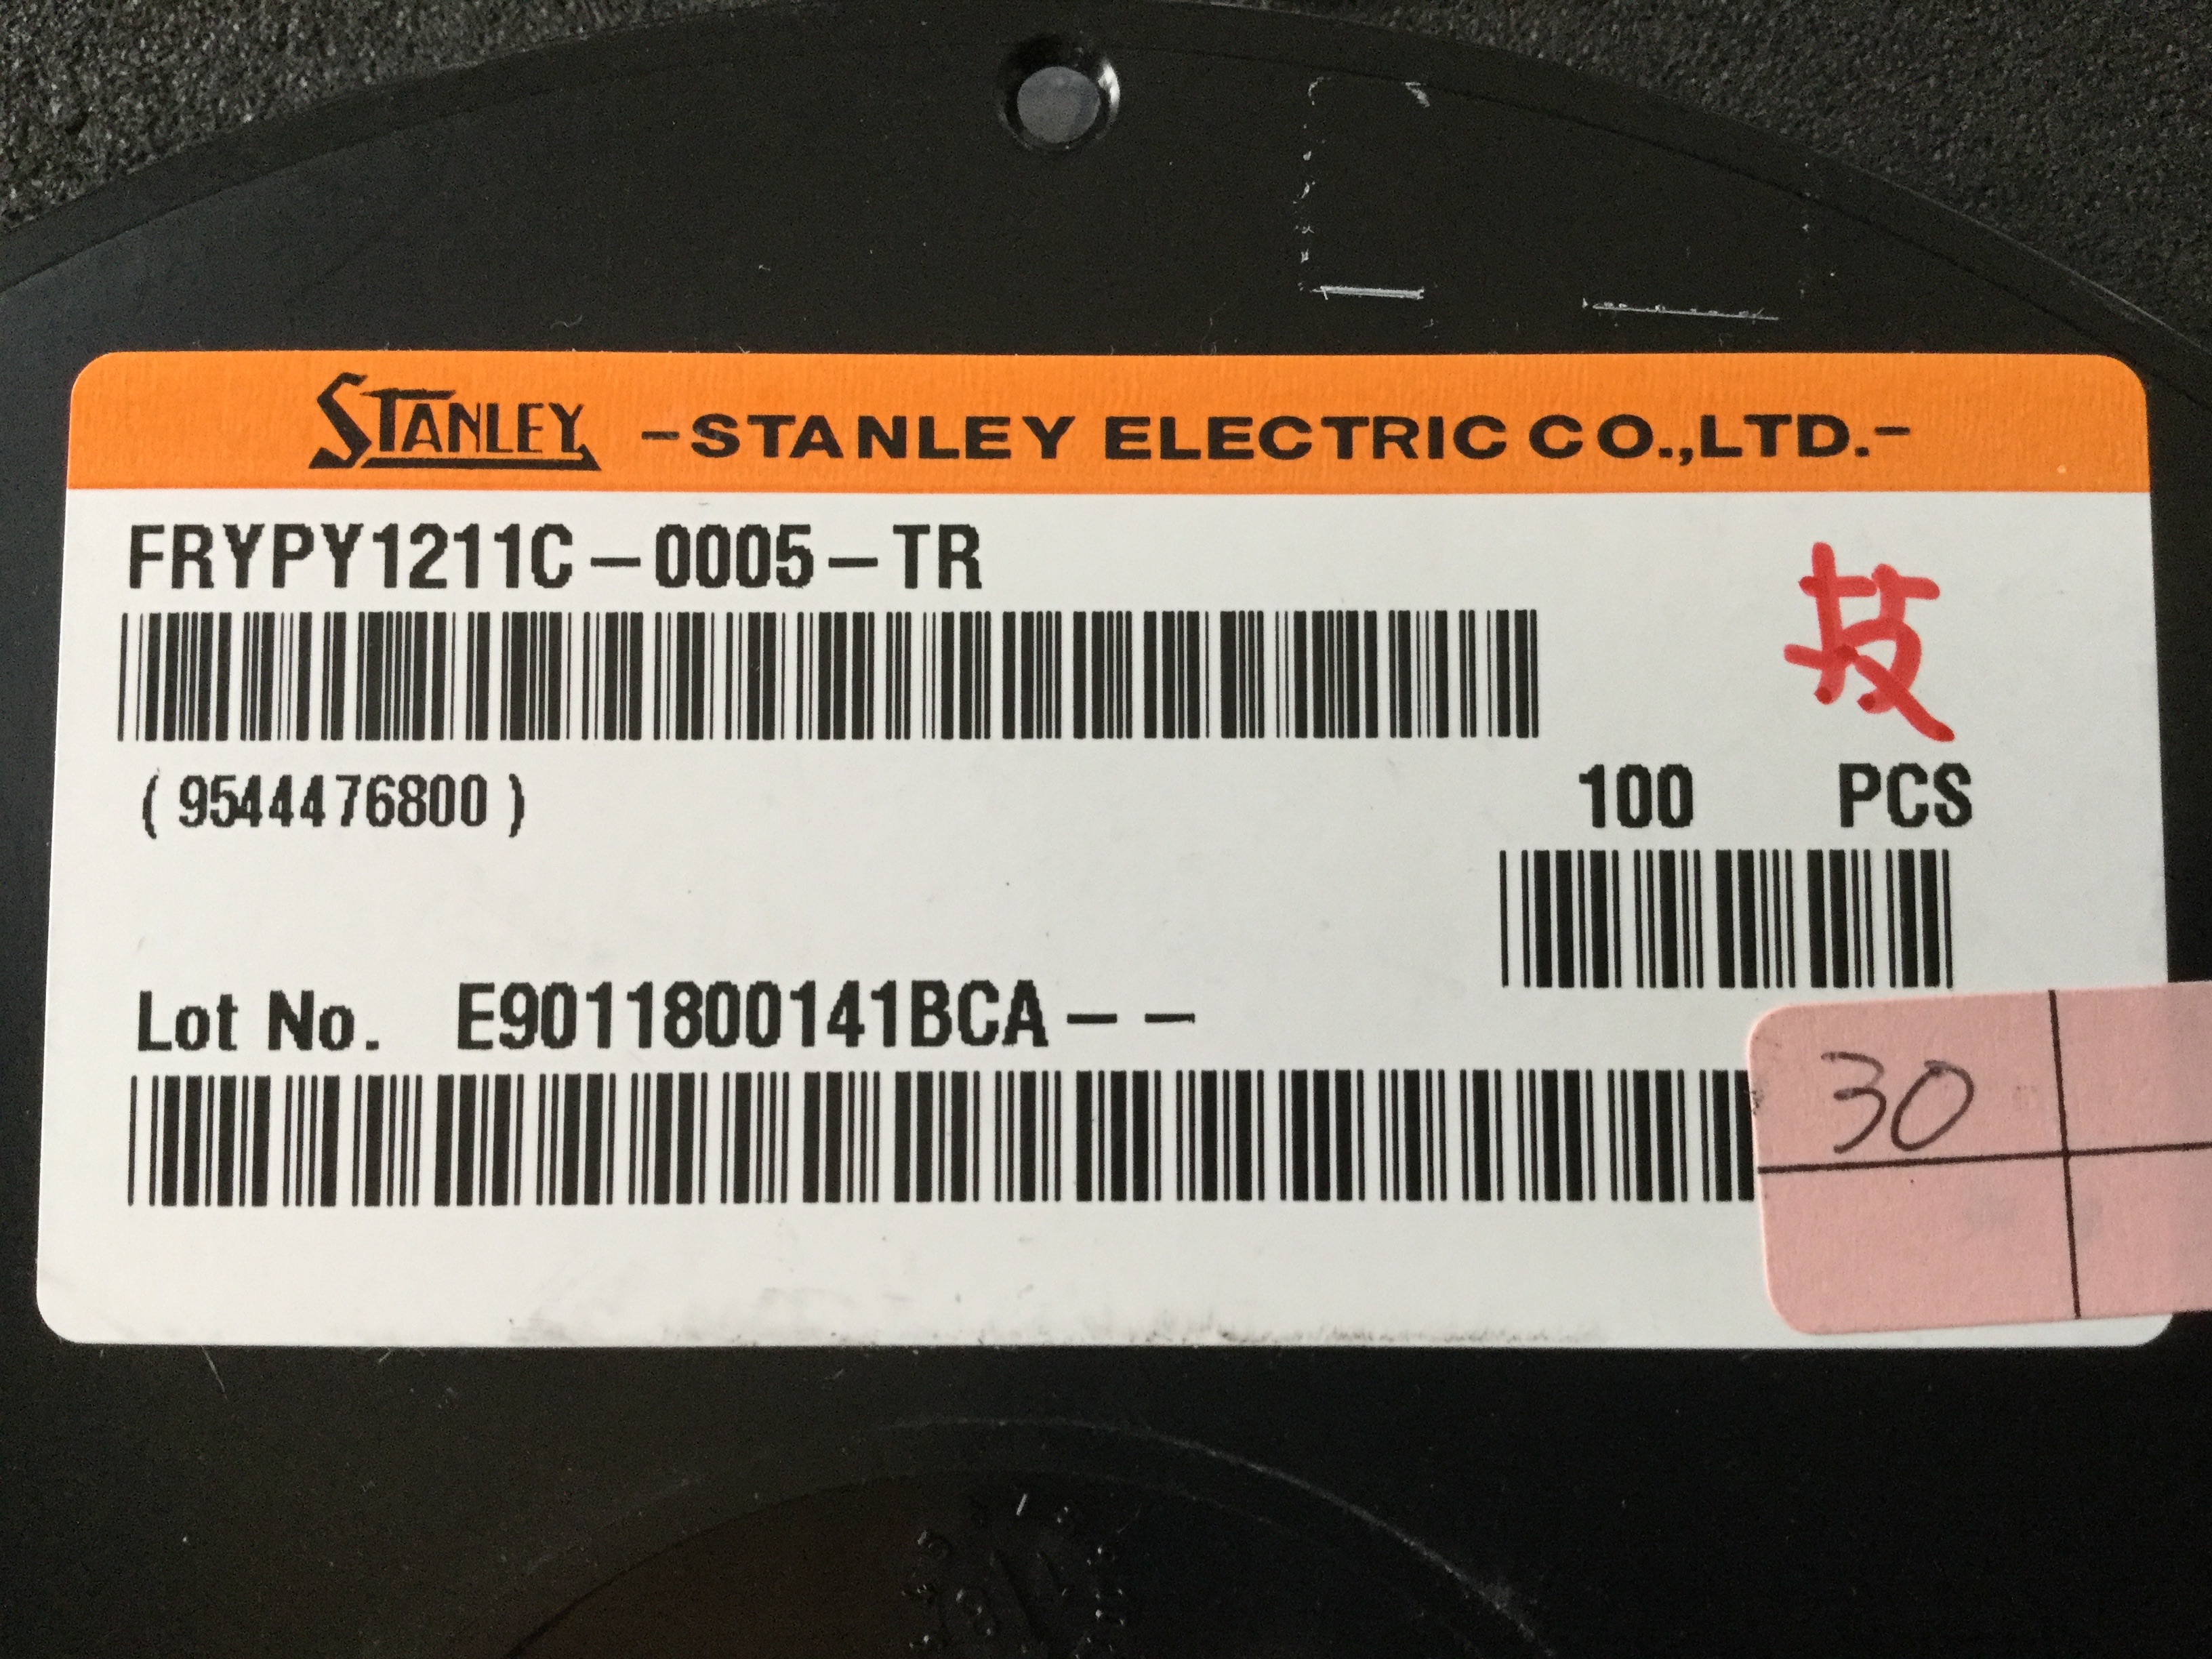 STANLEY -STANLEY ELECTRIC CO.,LTD.-
FRYPY1211C-0005-TR
技
(9544476800)
100 PCS
Lot No. E9011800141BCA--
30